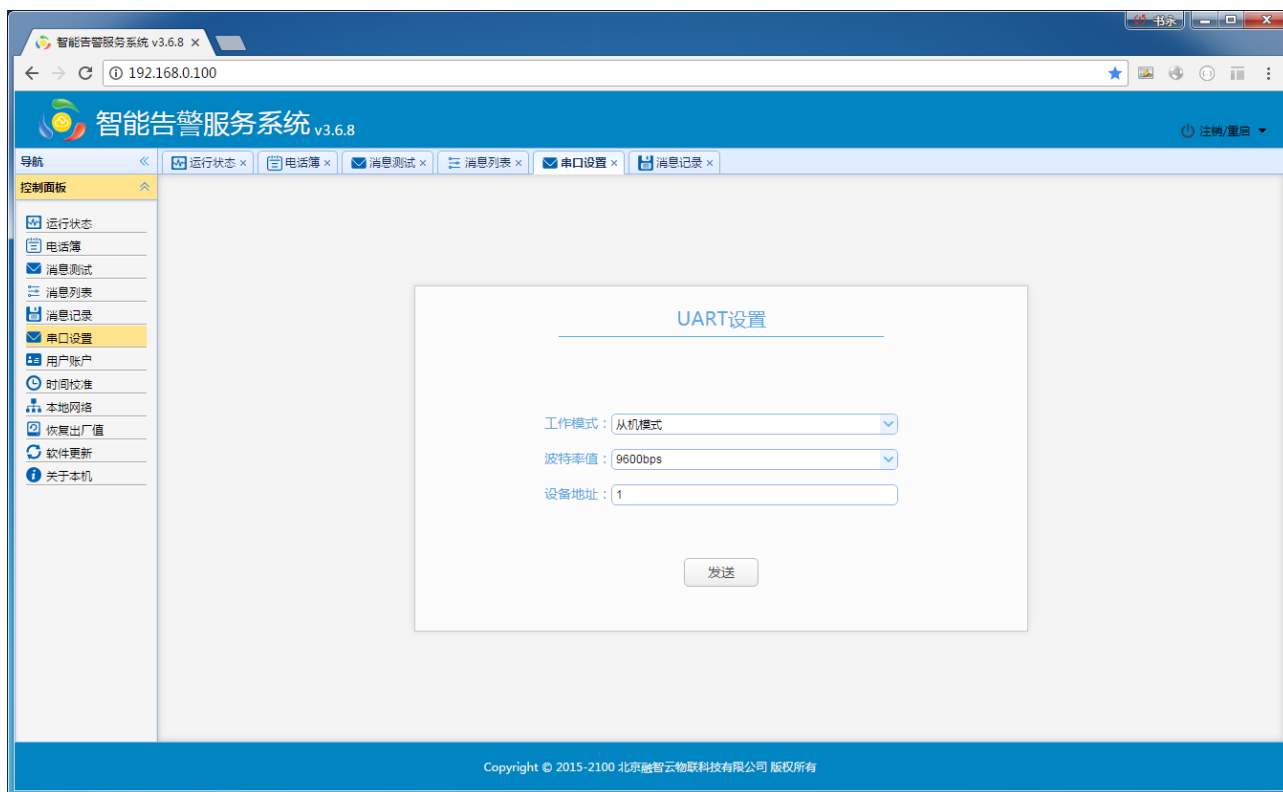 书永
智能告警服务系统 v3.6.8
192.168.0.100
智能告警服务系统 v3.6.8
注销/重启
导航
运行状态 电话簿 消息测试 消息列表 串口设置 消息记录
控制面板
运行状态
电话簿
消息测试
消息列表
消息记录
串口设置
用户账户
时间校准
本地网络
恢复出厂值
软件更新
关于本机
UART设置
工作模式：从机模式
波特率值：9600bps
设备地址：1
发送
Copyright © 2015-2100 北京融智云物联科技有限公司 版权所有